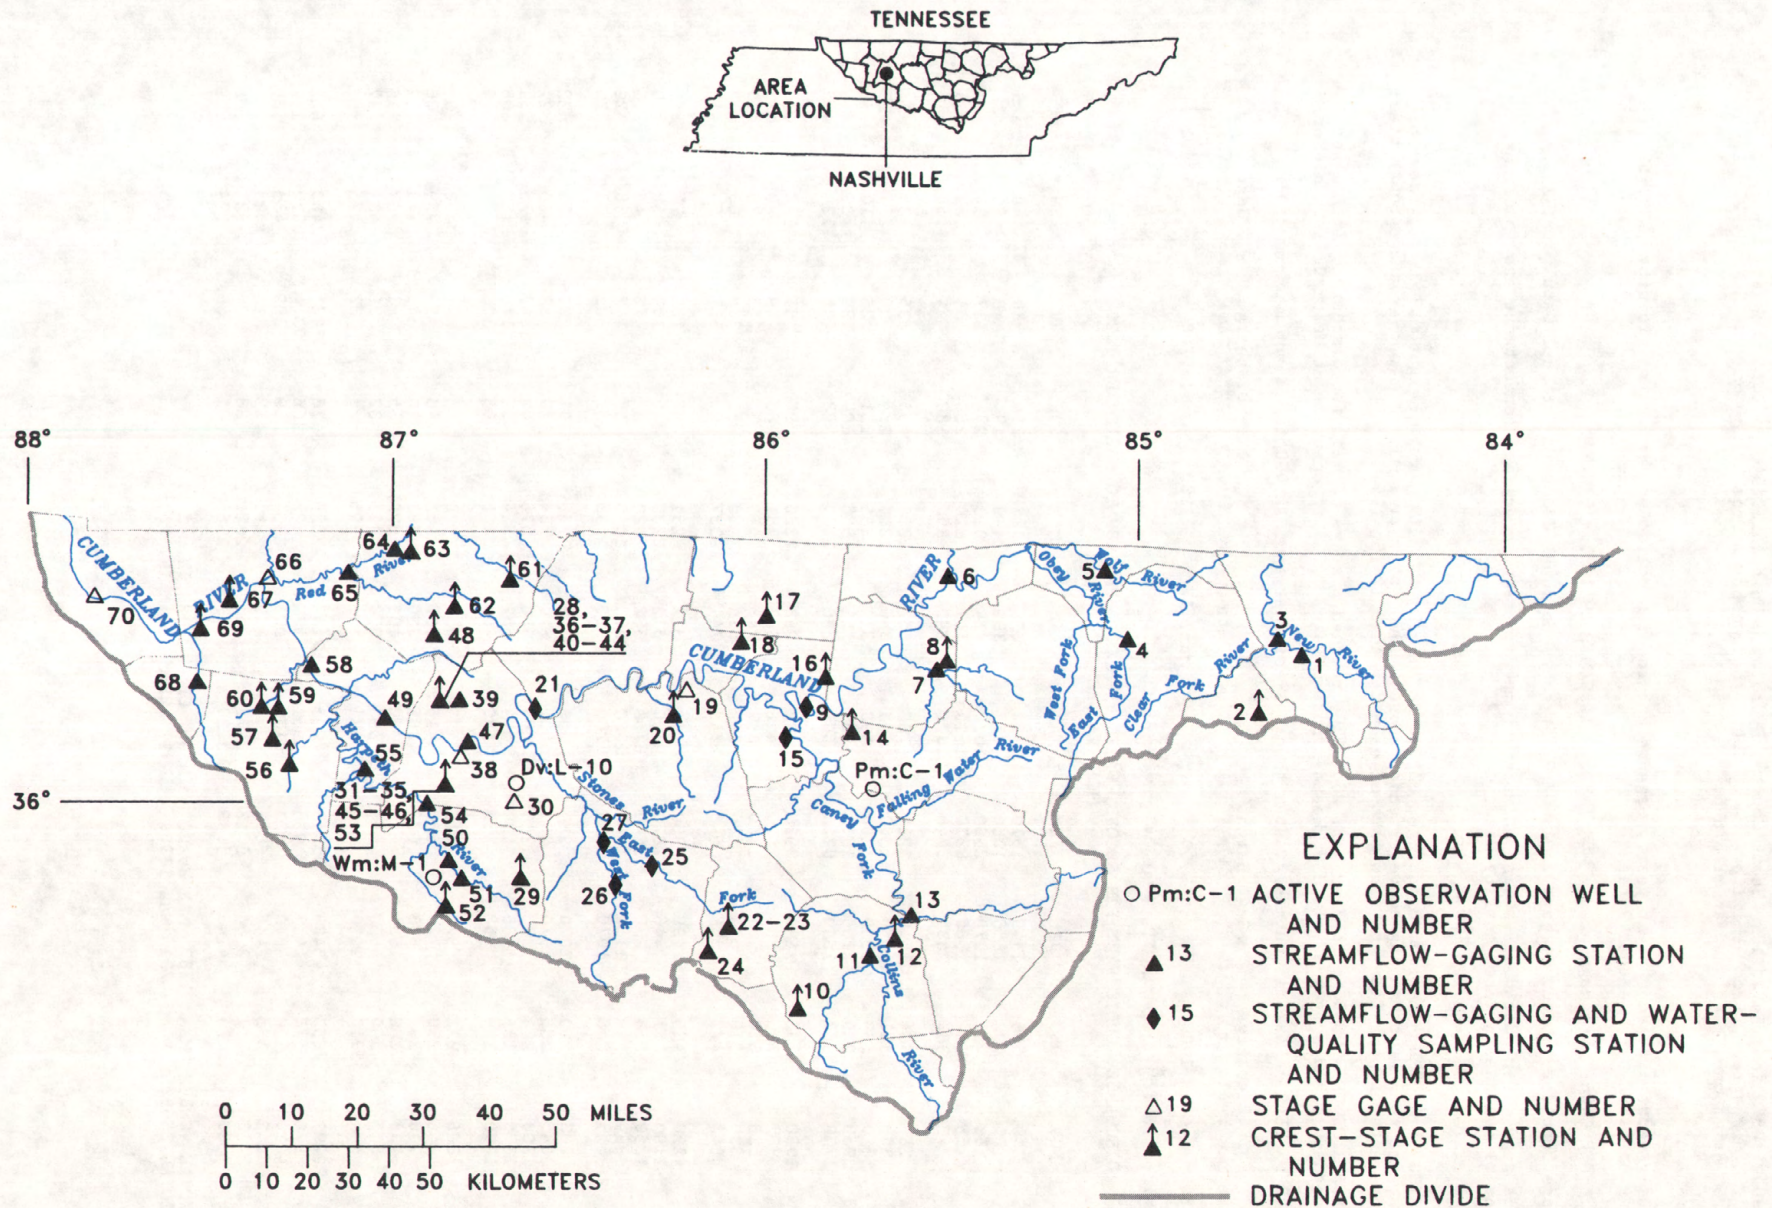 TENNESSEE
AREA
LOCATION
NASHVILLE
88°
87°
86°
85°
84°
36°
CUMBERLAND
RIVER
Red
River
RIVER
CUMBERLAND
Obey
River
Wolf
River
West Fork
East
Fork
Clear
Fork
River
New
River
Harpeth
River
Stones
River
East
Fork
West
Fork
Caney
Fork
Falling
Water
River
Collins
River
64
63
66
65
61
67
70
69
62
48
28,
36-37,
40-44
17
18
6
5
8
7
4
3
1
2
58
68
60
59
49
39
21
16
9
19
20
57
47
14
15
56
55
38
Dv:L-10
Pm:C-1
31-35,
45-46,
53
54
30
50
27
25
Wm:M-1
51
29
26
52
22-23
24
13
12
11
10
0 10 20 30 40 50 MILES
0 10 20 30 40 50 KILOMETERS
EXPLANATION
Pm:C-1 ACTIVE OBSERVATION WELL
AND NUMBER
13 STREAMFLOW-GAGING STATION
AND NUMBER
15 STREAMFLOW-GAGING AND WATER-
QUALITY SAMPLING STATION
AND NUMBER
19 STAGE GAGE AND NUMBER
12 CREST-STAGE STATION AND
NUMBER
DRAINAGE DIVIDE